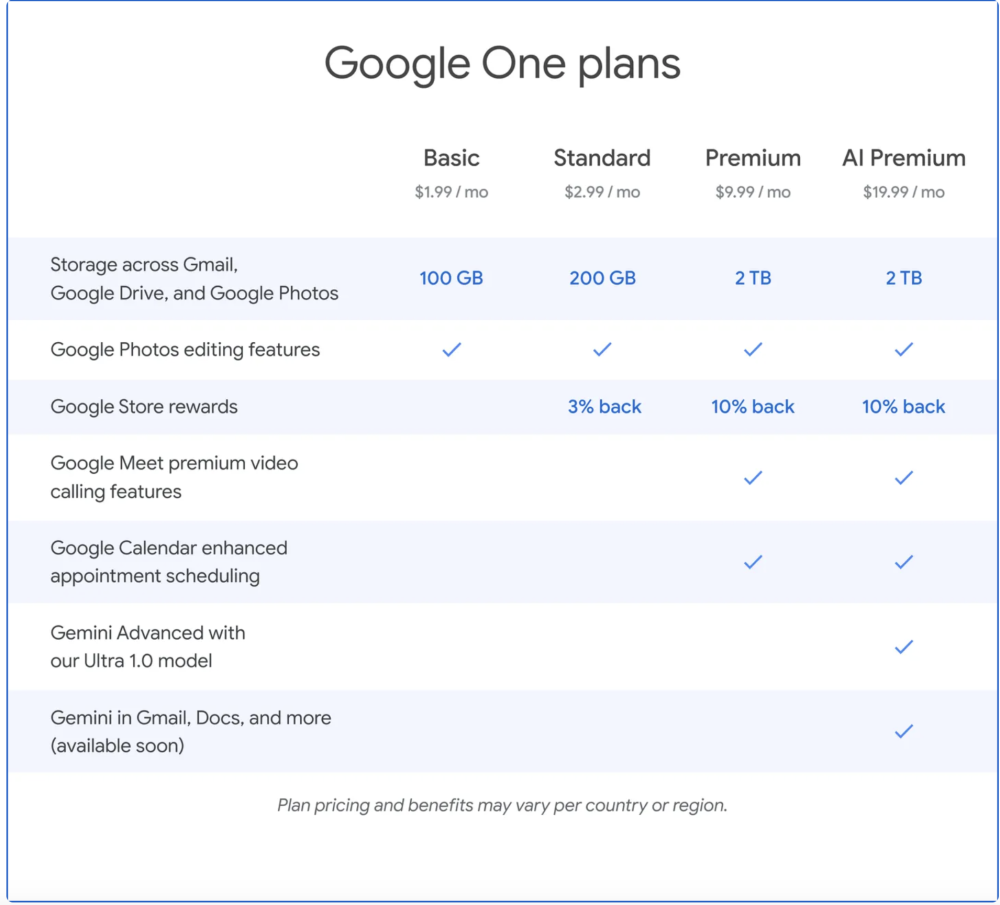 Google One plans
Basic Standard Premium AI Premium
$1.99 / mo $2.99 / mo $9.99 / mo $19.99 / mo
Storage across Gmail,
Google Drive, and Google Photos
100 GB 200 GB 2 TB 2 TB
Google Photos editing features
Google Store rewards 3% back 10% back 10% back
Google Meet premium video
calling features
Google Calendar enhanced
appointment scheduling
Gemini Advanced with
our Ultra 1.0 model
Gemini in Gmail, Docs, and more
(available soon)
Plan pricing and benefits may vary per country or region.